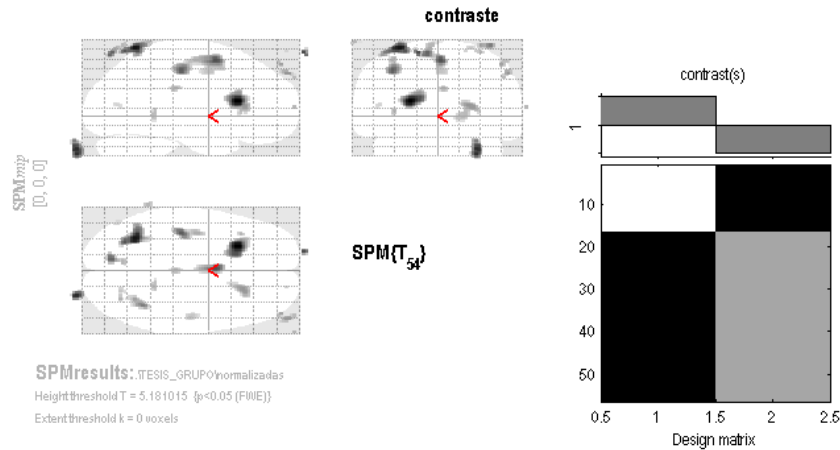 contraste
contrast(s)
1
SPMmip
[0, 0, 0]
<
<
<
SPM{T54}
10
20
30
40
50
0.5 1 1.5 2 2.5
Design matrix
SPMresults: .\TESIS_GRUPO\normalizadas
Height threshold T = 5.181015 {p<0.05 (FWE)}
Extent threshold k = 0 voxels